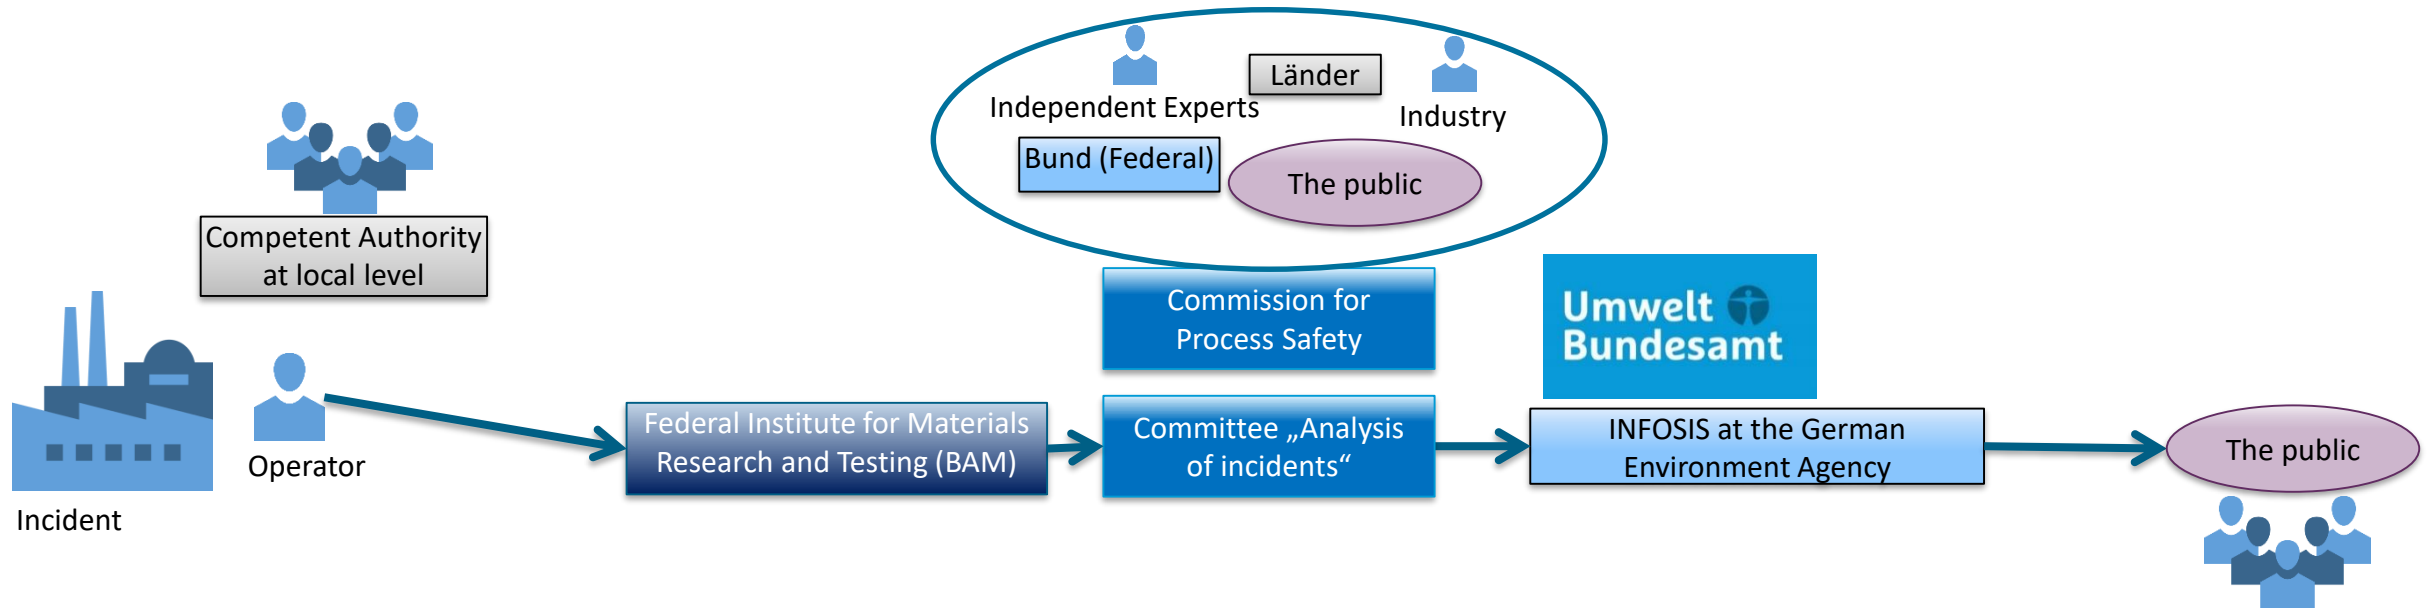 Independent Experts
Länder
Industry
Bund (Federal)
The public
Competent Authority
at local level
Commission for
Process Safety
Umwelt
Bundesamt
Incident
Operator
Federal Institute for Materials
Research and Testing (BAM)
Committee „Analysis
of incidents“
INFOSIS at the German
Environment Agency
The public